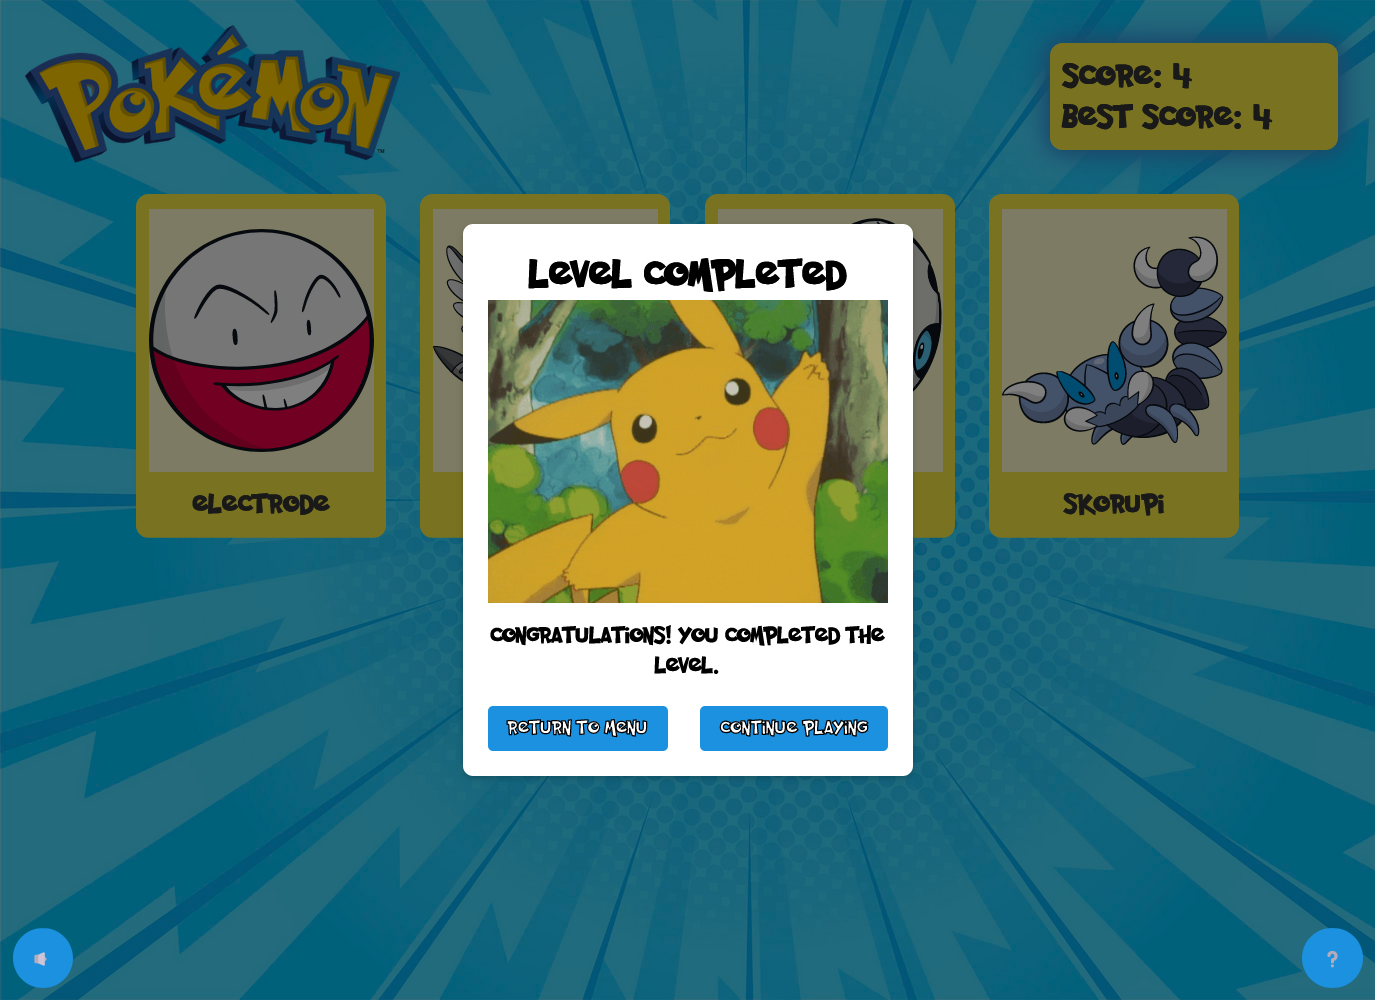 POKéMON
TM
SCORE: 4
BEST SCORE: 4
LEVEL COMPLETED
ELECTRODE
SKORUPI
CONGRATULATIONS! YOU COMPLETED THE
LEVEL.
RETURN TO MENU
CONTINUE PLAYING
?